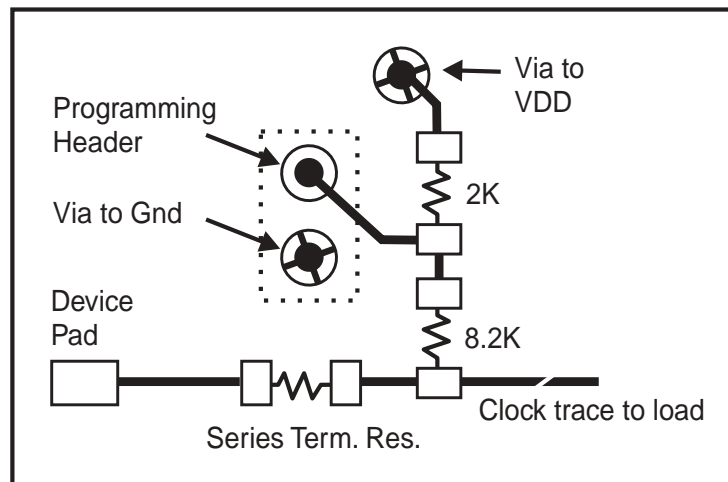 Via to
VDD
Programming
Header
2K
Via to Gnd
Device
Pad
8.2K
Clock trace to load
Series Term. Res.